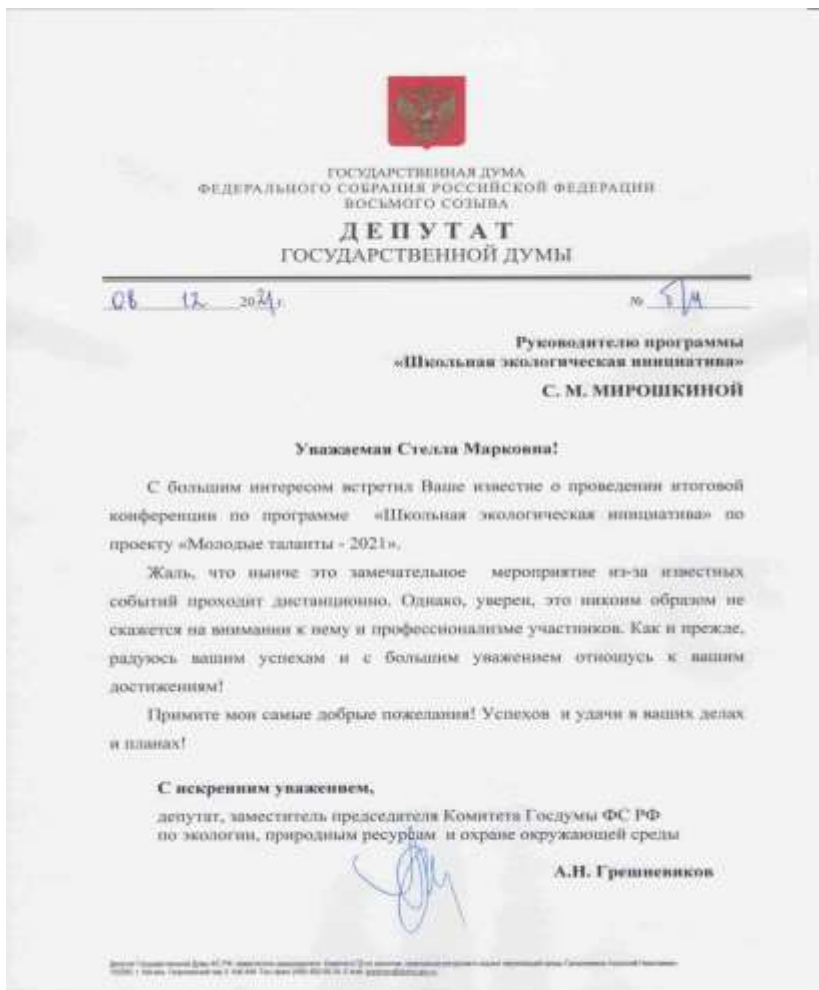 ГОСУДАРСТВЕННАЯ ДУМА
ФЕДЕРАЛЬНОГО СОБРАНИЯ РОССИЙСКОЙ ФЕДЕРАЦИИ
ВОСЬМОГО СОЗЫВА
ДЕПУТАТ
ГОСУДАРСТВЕННОЙ ДУМЫ
08 12 2021 г. № б/н
Руководителю программы
«Школьная экологическая инициатива»
С. М. МИРОШКИНОЙ
Уважаемая Стелла Марковна!
С большим интересом встретил Ваше известие о проведении итоговой
конференции по программе «Школьная экологическая инициатива» по
проекту «Молодые таланты - 2021».
Жаль, что нынче это замечательное мероприятие из-за известных
событий проходит дистанционно. Однако, уверен, это никоим образом не
скажется на внимании к нему и профессионализме участников. Как и прежде,
радуюсь вашим успехам и с большим уважением отношусь к вашим
достижениям!
Примите мои самые добрые пожелания! Успехов и удачи в ваших делах
и планах!
С искренним уважением,
депутат, заместитель председателя Комитета Госдумы ФС РФ
по экологии, природным ресурсам и охране окружающей среды
А.Н. Грешневиков